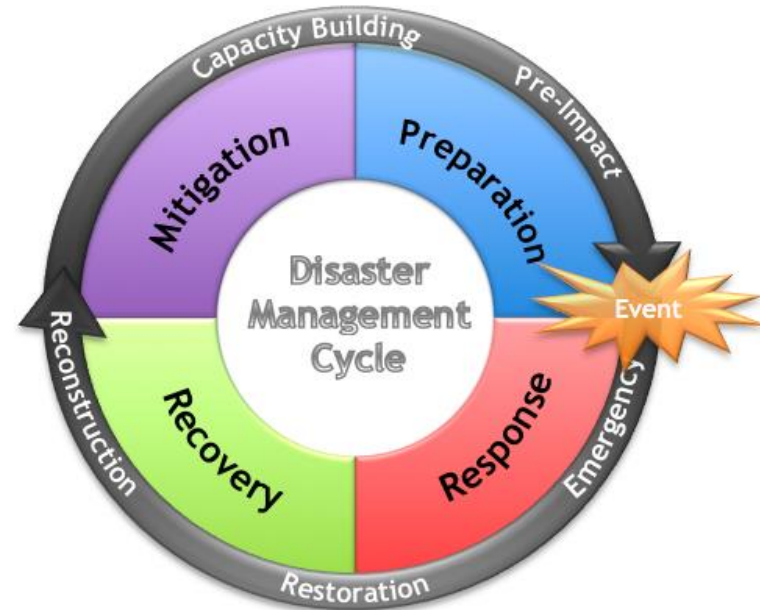 Capacity Building
Pre-Impact
Mitigation
Preparation
Disaster
Management
Cycle
Event
Reconstruction
Recovery
Response
Emergency
Restoration